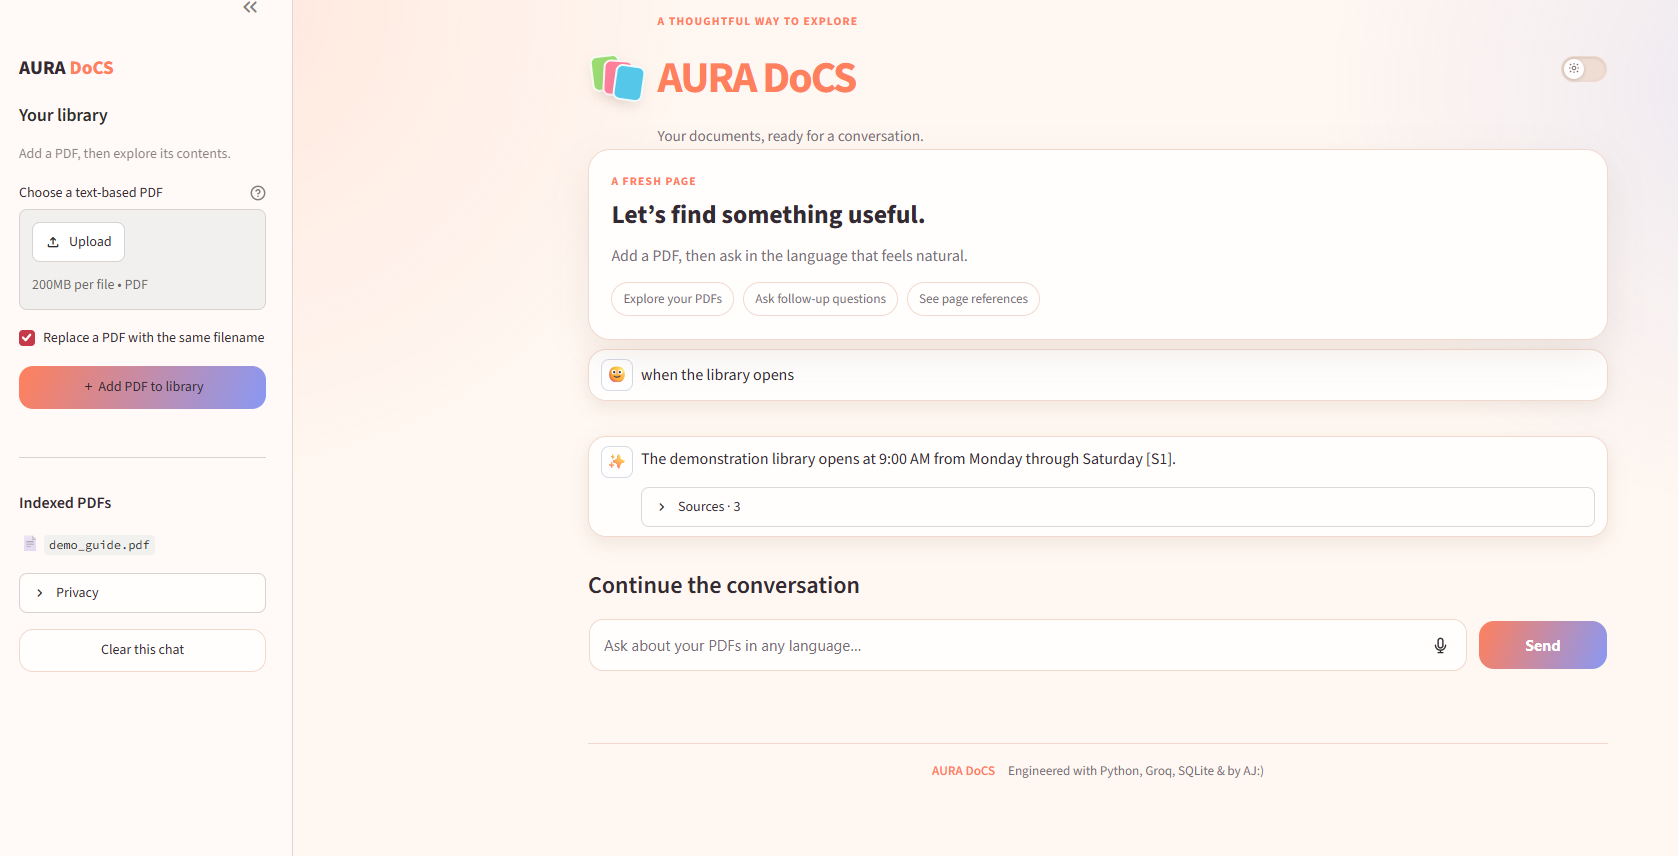 AURA DoCS
Your library
Add a PDF, then explore its contents.
Choose a text-based PDF
Upload
200MB per file • PDF
Replace a PDF with the same filename
+ Add PDF to library
Indexed PDFs
demo_guide.pdf
Privacy
Clear this chat
A THOUGHTFUL WAY TO EXPLORE
AURA DoCS
Your documents, ready for a conversation.
A FRESH PAGE
Let’s find something useful.
Add a PDF, then ask in the language that feels natural.
Explore your PDFs
Ask follow-up questions
See page references
when the library opens
The demonstration library opens at 9:00 AM from Monday through Saturday [S1].
Sources · 3
Continue the conversation
Ask about your PDFs in any language...
Send
AURA DoCS Engineered with Python, Groq, SQLite & by AJ:)